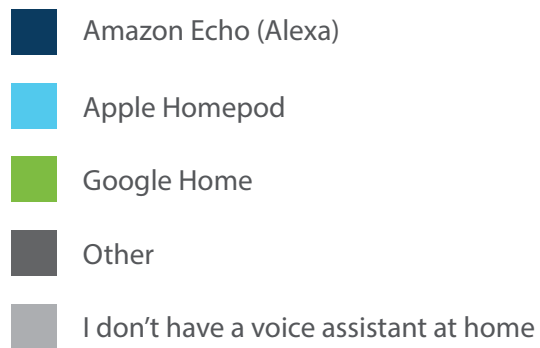 Amazon Echo (Alexa)
Apple Homepod
Google Home
Other
I don’t have a voice assistant at home